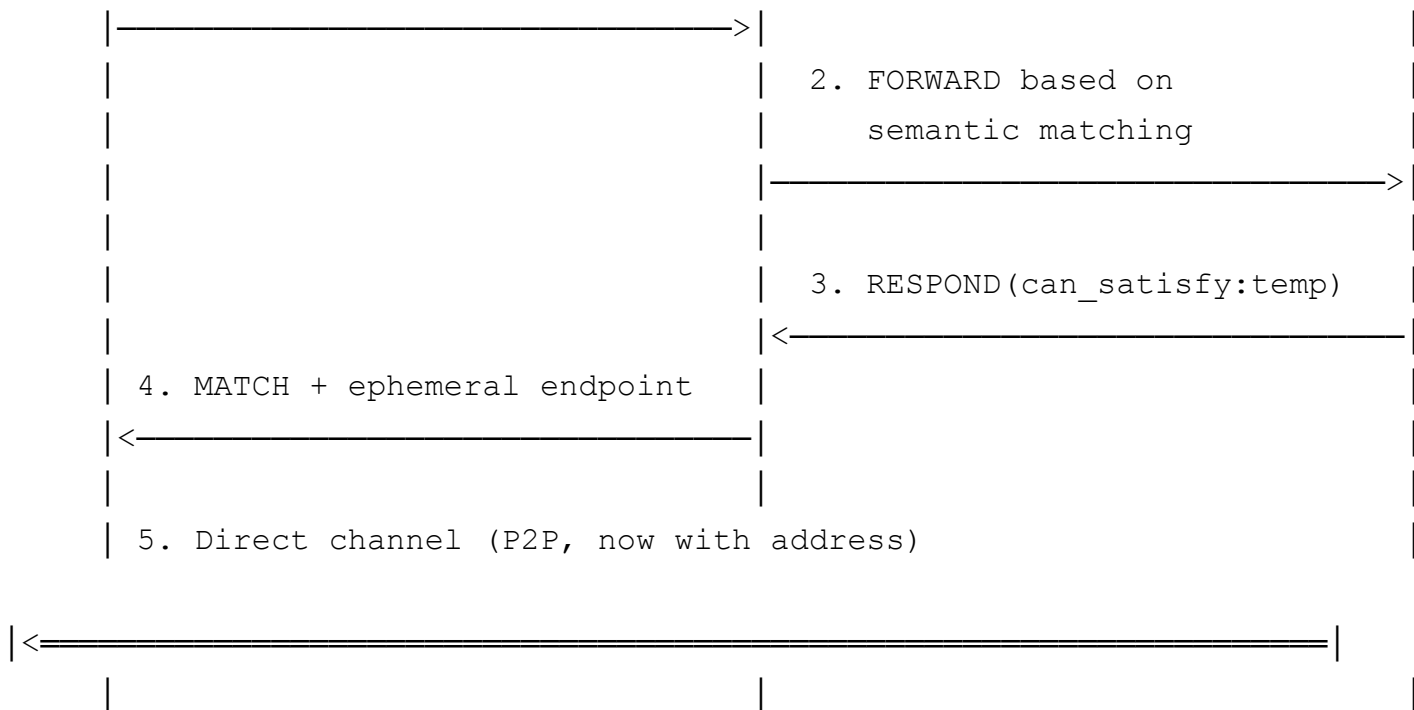 2. FORWARD based on
semantic matching
3. RESPOND(can_satisfy:temp)
4. MATCH + ephemeral endpoint
5. Direct channel (P2P, now with address)